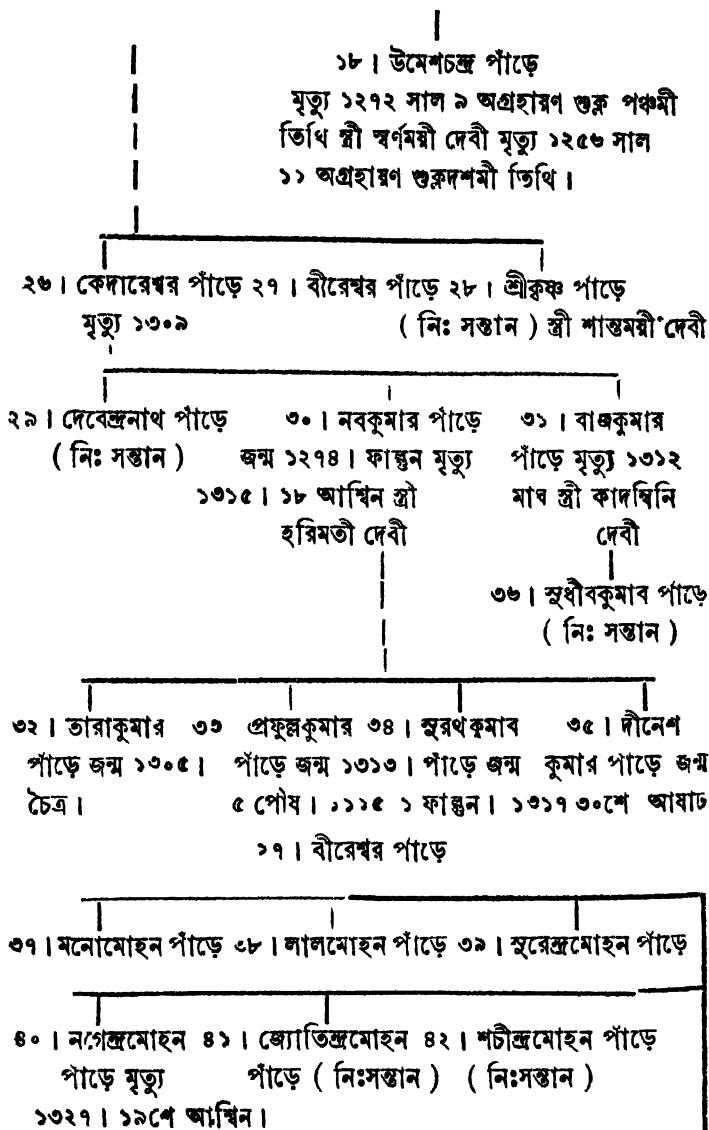 ১৮। উমেশচন্দ্র পাঁড়ে
মৃত্যু ১২৭২ সাল ৯ অগ্রহায়ণ শুক্ল পঞ্চমী
তিথি স্ত্রী স্বর্ণময়ী দেবী মৃত্যু ১২৫৬ সাল
১১ অগ্রহায়ণ শুক্লদশমী তিথি।
২৬। কেদারেশ্বর পাঁড়ে ২৭। বীরেশ্বর পাঁড়ে ২৮। শ্রীকৃষ্ণ পাড়ে
মৃত্যু ১৩০৯ (নিঃ সন্তান) স্ত্রী শান্তময়ী দেবী
২৯। দেবেন্দ্রনাথ পাঁড়ে ৩০। নবকুমার পাঁড়ে ৩১। বাজকুমার
(নিঃ সন্তান) জন্ম ১২৭৪। ফাল্গুন মৃত্যু পাঁড়ে মৃত্যু ১৩১২
১৩১৫। ১৮ আশ্বিন স্ত্রী মাঘ স্ত্রী কাদম্বিনি
হরিমতী দেবী দেবী
৩৬। সুধীবকুমাব পাঁড়ে
(নিঃ সন্তান)
৩২। তারাকুমার ৩৩ প্রফুল্লকুমার ৩৪। সুরথকুমাব ৩৫। দীনেশ
পাঁড়ে জন্ম ১৩০৫। পাঁড়ে জন্ম ১৩১৩। পাঁড়ে জন্ম কুমার পাড়ে জন্ম
চৈত্র। ৫ পৌষ। ১৩১৫ ১ ফাল্গুন। ১৩১৭ ৩০শে আষাঢ
২৭। বীরেশ্বর পাড়ে
৩৭। মনোমোহন পাঁড়ে ৩৮। লালমোহন পাঁড়ে ৩৯। সুরেন্দ্রমোহন পাঁড়ে
৪০। নগেন্দ্রমোহন ৪১। জ্যোতিন্দ্রমোহন ৪২। শচীন্দ্রমোহন পাঁড়ে
পাঁড়ে মৃত্যু পাঁড়ে (নিঃসন্তান) (নিঃসন্তান)
১৩২৭। ১৯শে আশ্বিন।